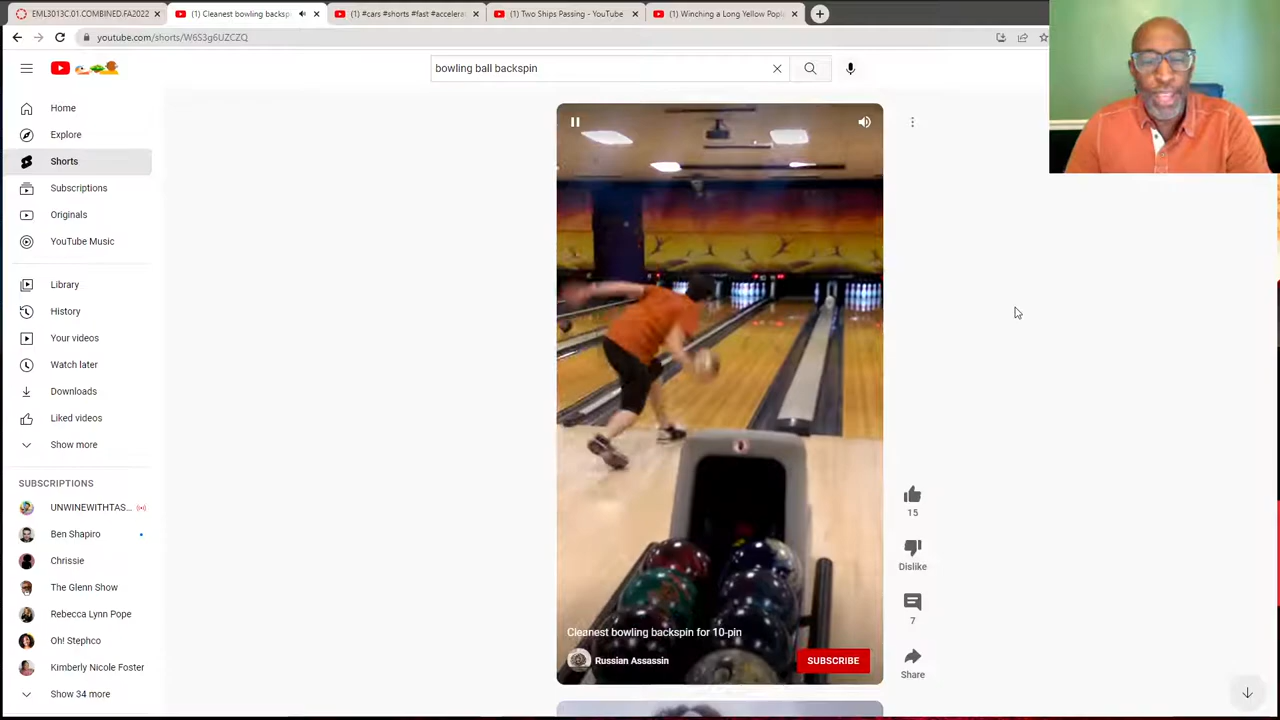 EML3013C.01.COMBINED.FA2022
(1) Cleanest bowling backsp
(1) #cars #shorts #fast #accelera
(1) Two Ships Passing - YouTube
(1) Winching a Long Yellow Popl
youtube.com/shorts/W6S3g6UZCZQ
bowling ball backspin
Home
Explore
Shorts
Subscriptions
Originals
YouTube Music
Library
History
Your videos
Watch later
Downloads
Liked videos
Show more
SUBSCRIPTIONS
UNWINEWITHTAS...
Ben Shapiro
Chrissie
The Glenn Show
Rebecca Lynn Pope
Oh! Stephco
Kimberly Nicole Foster
Show 34 more
Cleanest bowling backspin for 10-pin
Russian Assassin
SUBSCRIBE
15
Dislike
7
Share